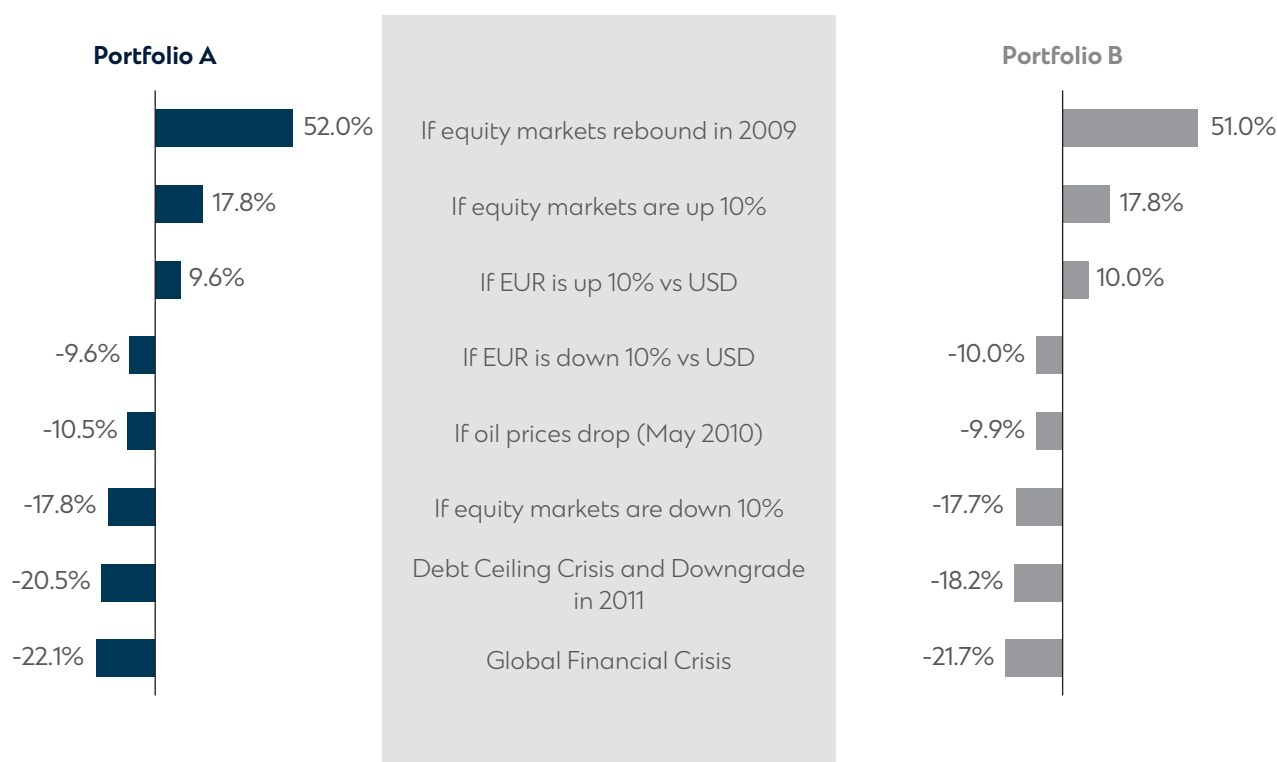 Portfolio A
Portfolio B
52.0%
If equity markets rebound in 2009
51.0%
17.8%
If equity markets are up 10%
17.8%
9.6%
If EUR is up 10% vs USD
10.0%
-9.6%
If EUR is down 10% vs USD
-10.0%
-10.5%
If oil prices drop (May 2010)
-9.9%
-17.8%
If equity markets are down 10%
-17.7%
-20.5%
Debt Ceiling Crisis and Downgrade
in 2011
-18.2%
-22.1%
Global Financial Crisis
-21.7%